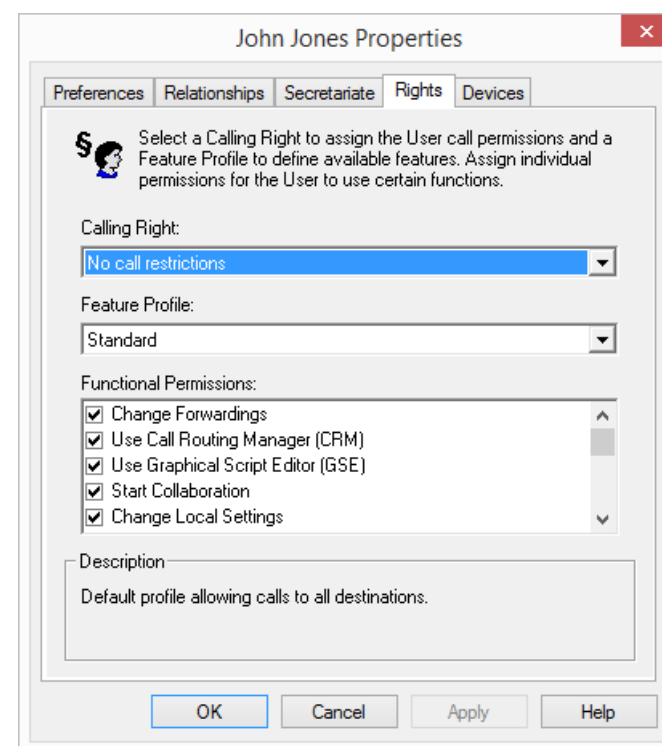 John Jones Properties
Preferences Relationships Secretariate Rights Devices
§ Select a Calling Right to assign the User call permissions and a
Feature Profile to define available features. Assign individual
permissions for the User to use certain functions.
Calling Right:
No call restrictions
Feature Profile:
Standard
Functional Permissions:
Change Forwardings
Use Call Routing Manager (CRM)
Use Graphical Script Editor (GSE)
Start Collaboration
Change Local Settings
Description
Default profile allowing calls to all destinations.
OK Cancel Apply Help